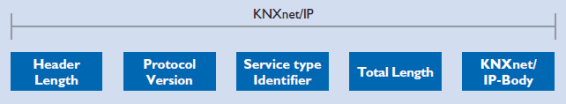 KNXnet/IP
Header
Length
Protocol
Version
Service type
Identifier
Total Length
KNXnet/
IP-Body